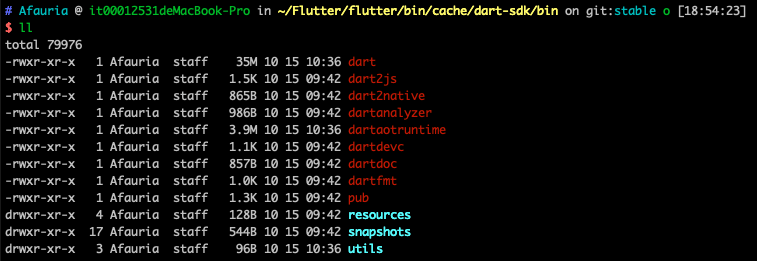 # Afauria @ it00012531deMacBook-Pro in ~/Flutter/flutter/bin/cache/dart-sdk/bin on git:stable o [18:54:23]
$ ll
total 79976
-rwxr-xr-x   1 Afauria  staff    35M 10 15 10:36 dart
-rwxr-xr-x   1 Afauria  staff   1.5K 10 15 09:42 dart2js
-rwxr-xr-x   1 Afauria  staff   865B 10 15 09:42 dart2native
-rwxr-xr-x   1 Afauria  staff   986B 10 15 09:42 dartanalyzer
-rwxr-xr-x   1 Afauria  staff   3.9M 10 15 10:36 dartaotruntime
-rwxr-xr-x   1 Afauria  staff   1.1K 10 15 09:42 dartdevc
-rwxr-xr-x   1 Afauria  staff   857B 10 15 09:42 dartdoc
-rwxr-xr-x   1 Afauria  staff   1.0K 10 15 09:42 dartfmt
-rwxr-xr-x   1 Afauria  staff   1.3K 10 15 09:42 pub
drwxr-xr-x   4 Afauria  staff   128B 10 15 09:42 resources
drwxr-xr-x  17 Afauria  staff   544B 10 15 09:42 snapshots
drwxr-xr-x   3 Afauria  staff    96B 10 15 10:36 utils